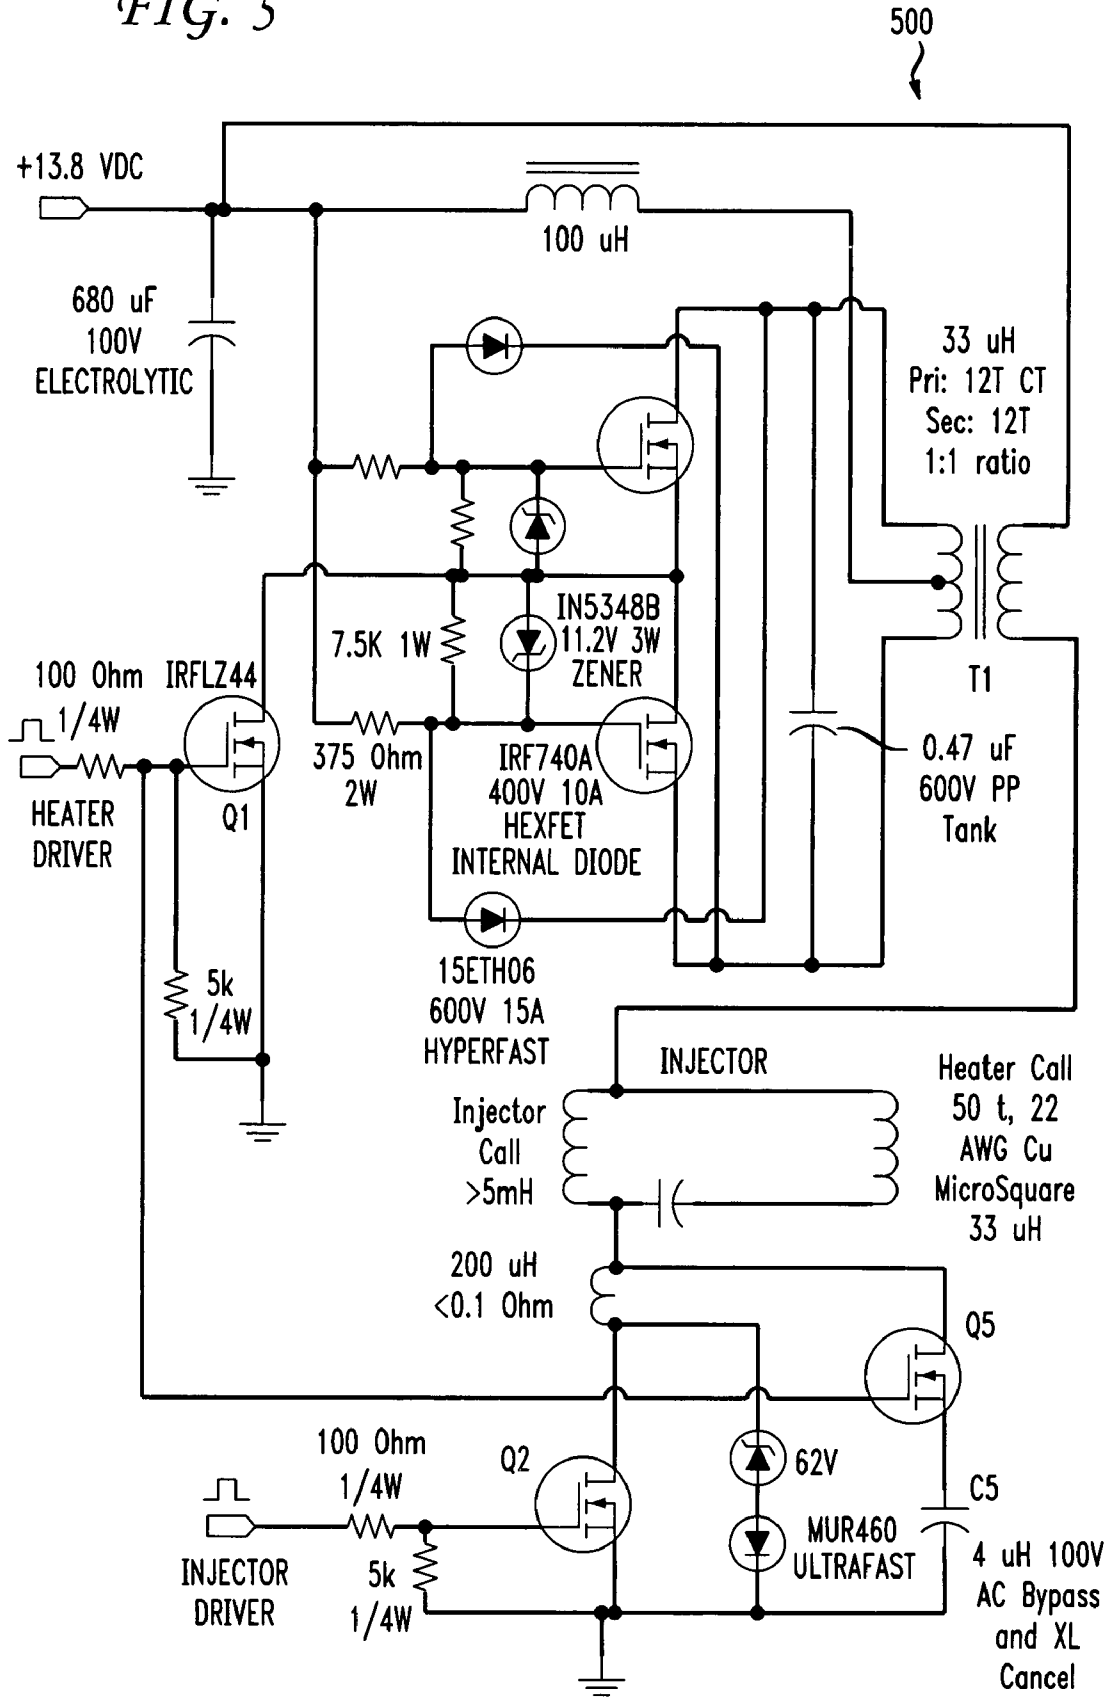 FIG. 5
500
+13.8 VDC
100 uH
680 uF
100V
ELECTROLYTIC
33 uH
Pri: 12T CT
Sec: 12T
1:1 ratio
T1
IN5348B
11.2V 3W
ZENER
7.5K 1W
100 Ohm
1/4W
IRFLZ44
HEATER
DRIVER
Q1
375 Ohm
2W
IRF740A
400V 10A
HEXFET
INTERNAL DIODE
0.47 uF
600V PP
Tank
15ETH06
600V 15A
HYPERFAST
5k
1/4W
INJECTOR
Injector
Call
>5mH
Heater Call
50 t, 22
AWG Cu
MicroSquare
33 uH
200 uH
<0.1 Ohm
Q5
100 Ohm
1/4W
Q2
62V
C5
INJECTOR
DRIVER
5k
1/4W
MUR460
ULTRAFAST
4 uH 100V
AC Bypass
and XL
Cancel